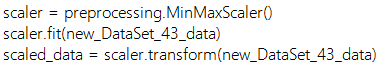 scaler = preprocessing.MinMaxScaler()
scaler.fit(new_DataSet_43_data)
scaled_data = scaler.transform(new_DataSet_43_data)